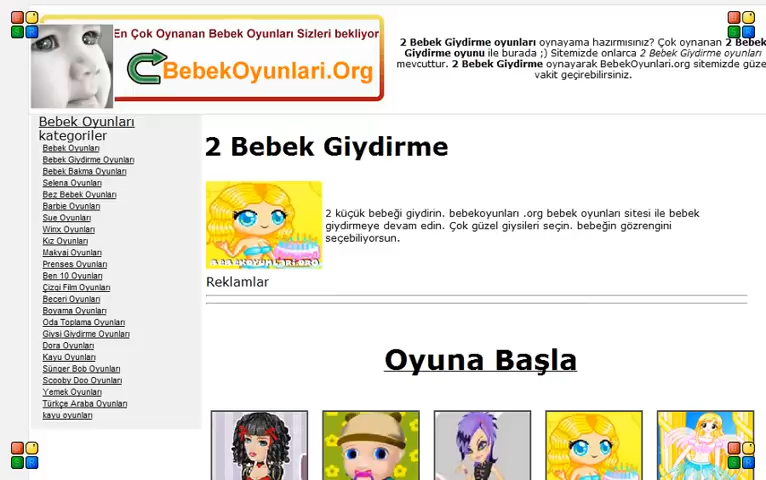 En Çok Oynanan Bebek Oyunları Sizleri bekliyor
BebekOyunlari.Org
2 Bebek Giydirme oyunları oynayama hazırmısınız? Çok oynanan 2 Bebek
Giydirme oyunu ile burada ;) Sitemizde onlarca 2 Bebek Giydirme oyunları
mevcuttur. 2 Bebek Giydirme oynayarak BebekOyunları.org sitemizde güze
vakit geçirebilirsiniz.
Bebek Oyunları
kategoriler
Bebek Oyunları
Bebek Giydirme Oyunları
Bebek Bakma Oyunları
Selena Oyunları
Bez Bebek Oyunları
Barbie Oyunları
Sue Oyunları
Winx Oyunları
Kız Oyunları
Makyaj Oyunları
Prenses Oyunları
Ben 10 Oyunları
Çizgi Film Oyunları
Beceri Oyunları
Boyama Oyunları
Oda Toplama Oyunları
Giysi Giydirme Oyunları
Dora Oyunları
Kayu Oyunları
Sünger Bob Oyunları
Scooby Doo Oyunları
Yemek Oyunları
Türkçe Araba Oyunları
kayu oyunları
2 Bebek Giydirme
BEBEKOYUNLARI.ORG
2 küçük bebeği giydirin. bebekoyunları .org bebek oyunları sitesi ile bebek
giydirmeye devam edin. Çok güzel giysileri seçin. bebeğin gözrengini
seçebiliyorsun.
Reklamlar
Oyuna Başla